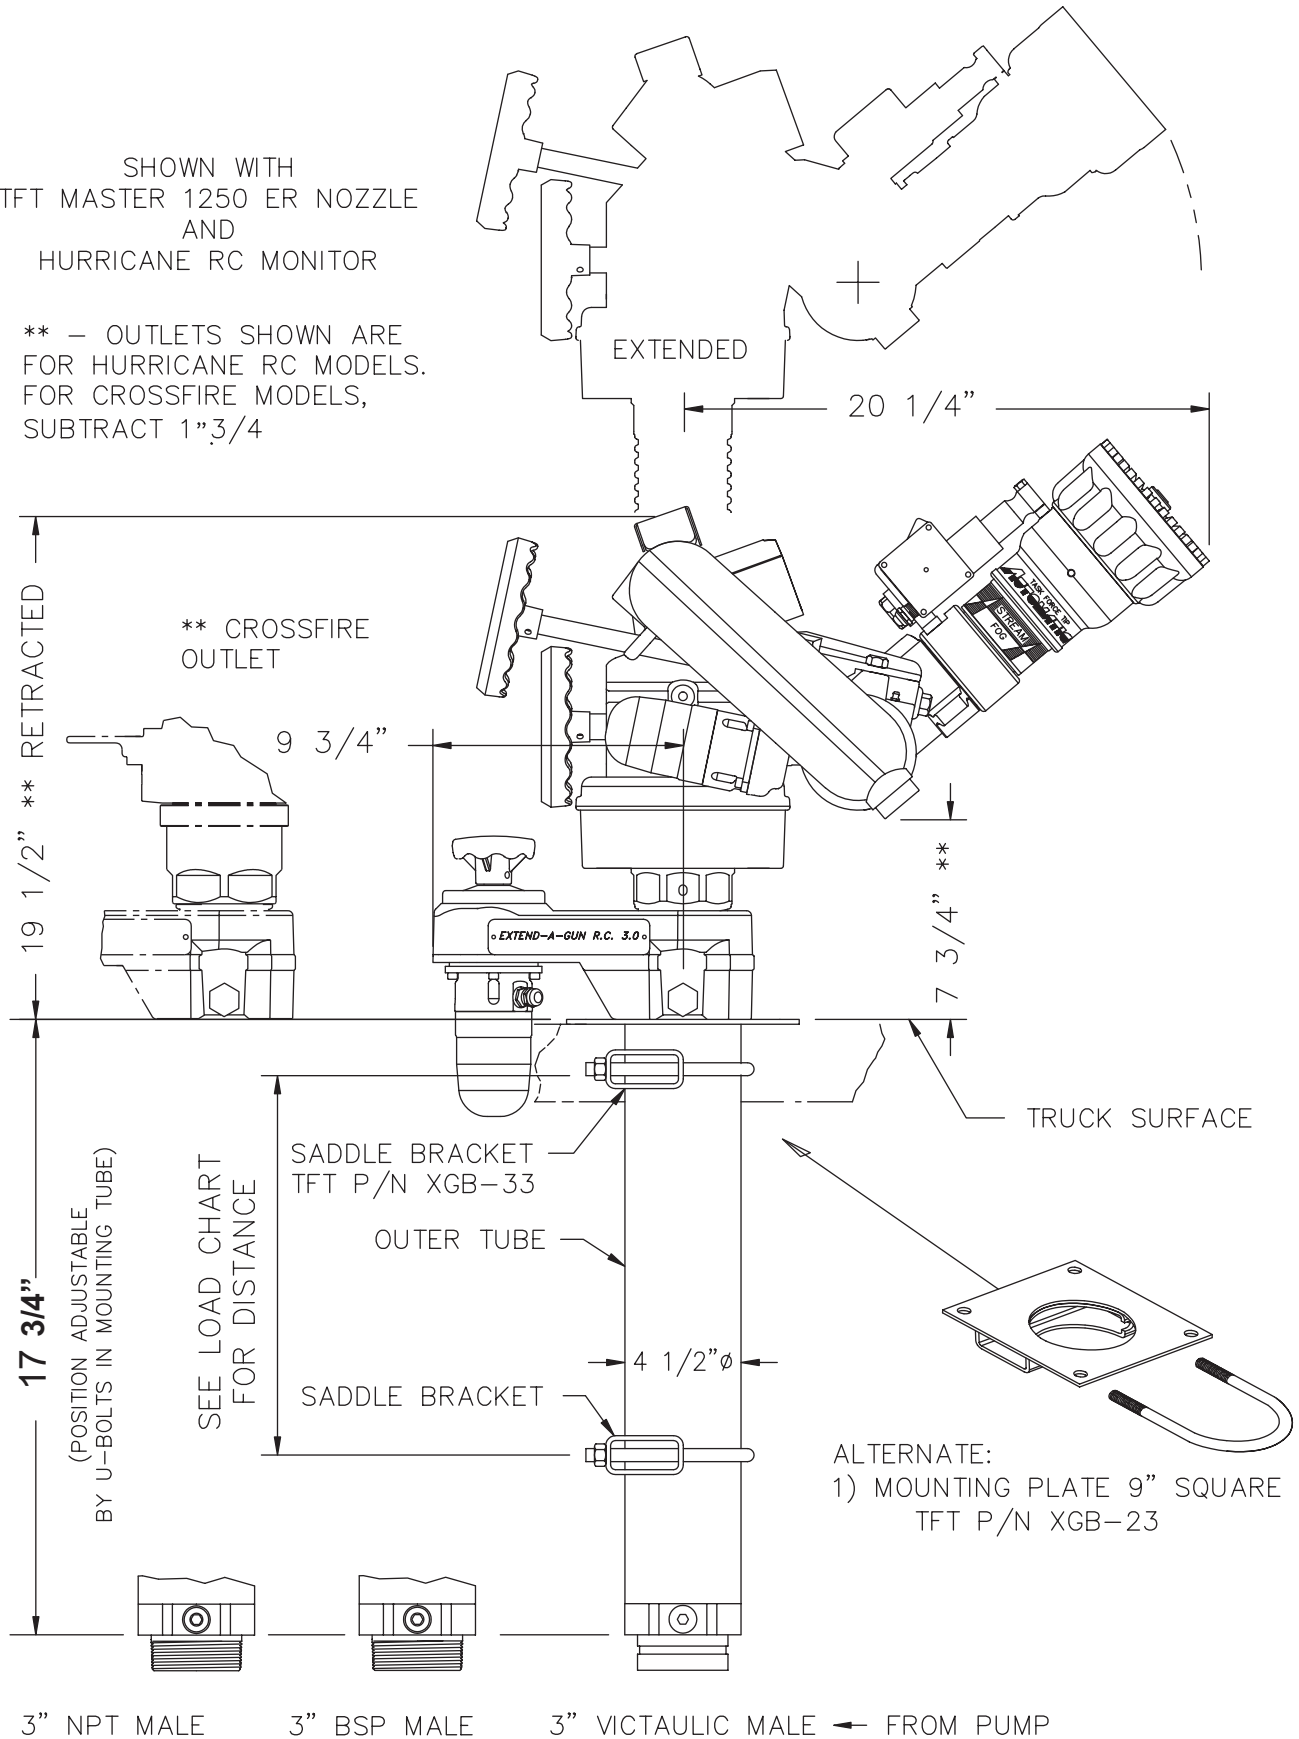 SHOWN WITH
TFT MASTER 1250 ER NOZZLE
AND
HURRICANE RC MONITOR
** – OUTLETS SHOWN ARE
FOR HURRICANE RC MODELS.
FOR CROSSFIRE MODELS,
SUBTRACT 1" 3/4
EXTENDED
20 1/4"
19 1/2" ** RETRACTED
** CROSSFIRE
OUTLET
9 3/4"
TASK FORCE TIP
AUTOMATIC
STREAM
FOG
7 3/4" **
EXTEND-A-GUN R.C. 3.0
TRUCK SURFACE
SADDLE BRACKET
TFT P/N XGB-33
OUTER TUBE
17 3/4"
(POSITION ADJUSTABLE
BY U-BOLTS IN MOUNTING TUBE)
SEE LOAD CHART
FOR DISTANCE
4 1/2"ø
SADDLE BRACKET
ALTERNATE:
1) MOUNTING PLATE 9" SQUARE
TFT P/N XGB-23
3" NPT MALE
3" BSP MALE
3" VICTAULIC MALE ← FROM PUMP